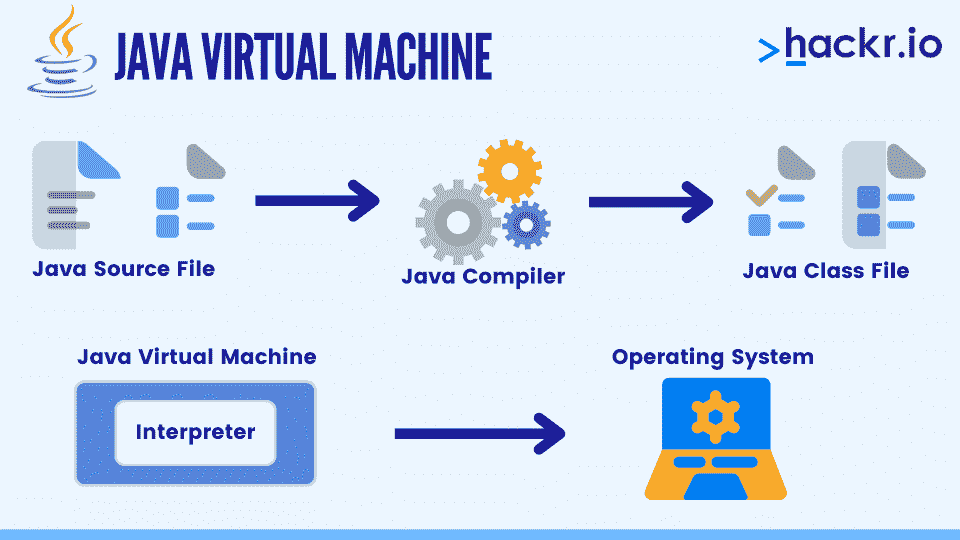 JAVA VIRTUAL MACHINE
>hackr.io
Java Source File
Java Compiler
Java Class File
Java Virtual Machine
Operating System
Interpreter